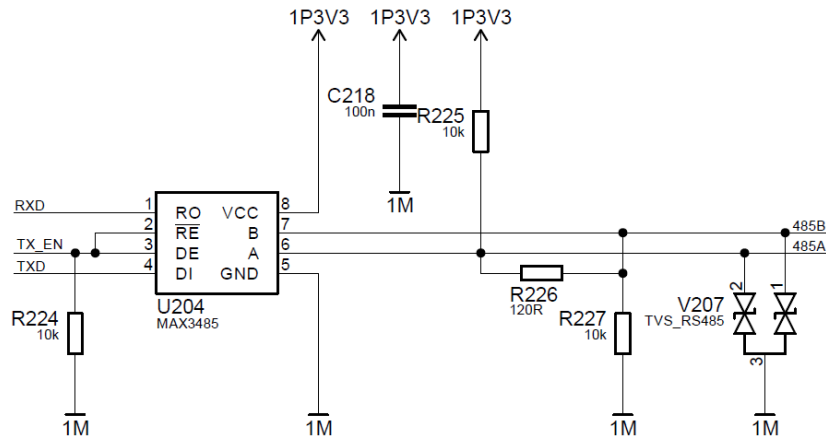 1P3V3 1P3V3 1P3V3
C218
100n
R225
10k
1M
RXD 1 RO VCC 8
2 RE B 7 485B
TX_EN 3 DE A 6 485A
TXD 4 DI GND 5
U204
MAX3485
R224
10k
R226
120R
R227
10k
V207
TVS_RS485
2 1
3
1M 1M 1M 1M